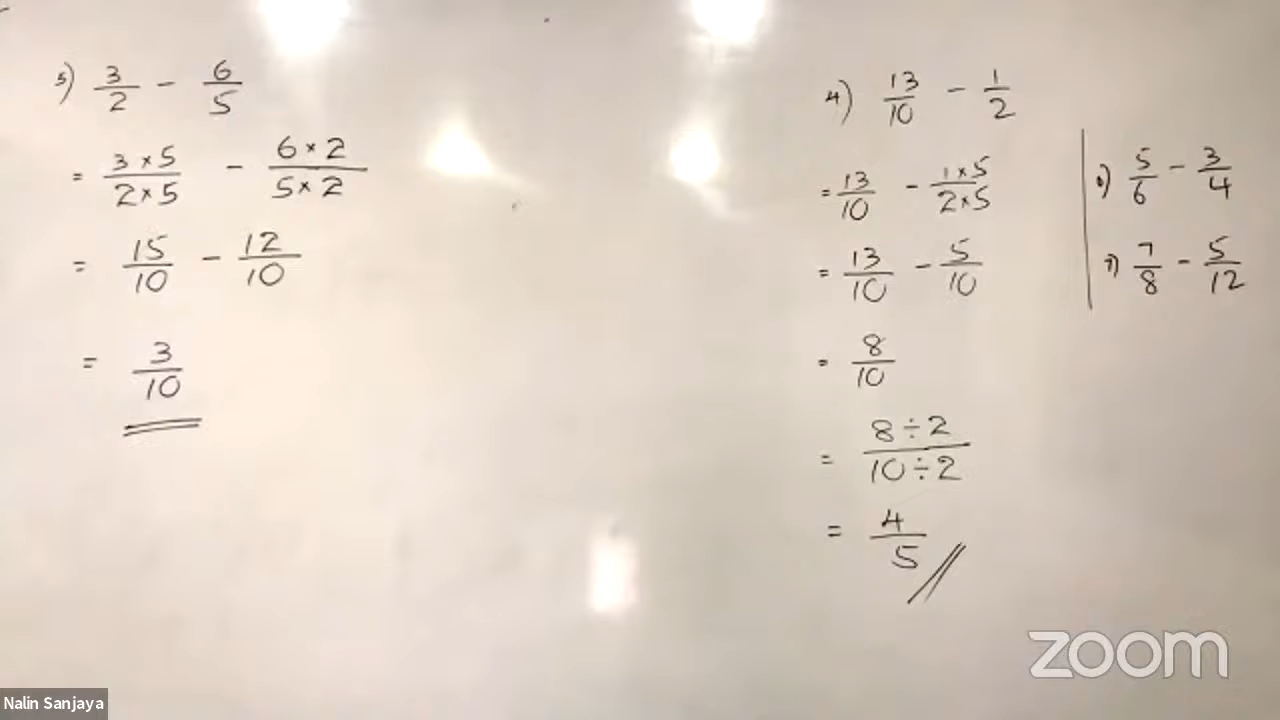 5) 3/2 - 6/5
= 3×5/2×5 - 6×2/5×2
= 15/10 - 12/10
= 3/10
4) 13/10 - 1/2
= 13/10 - 1×5/2×5
= 13/10 - 5/10
= 8/10
= 8÷2/10÷2
= 4/5
6) 5/6 - 3/4
7) 7/8 - 5/12
zoom
Nalin Sanjaya